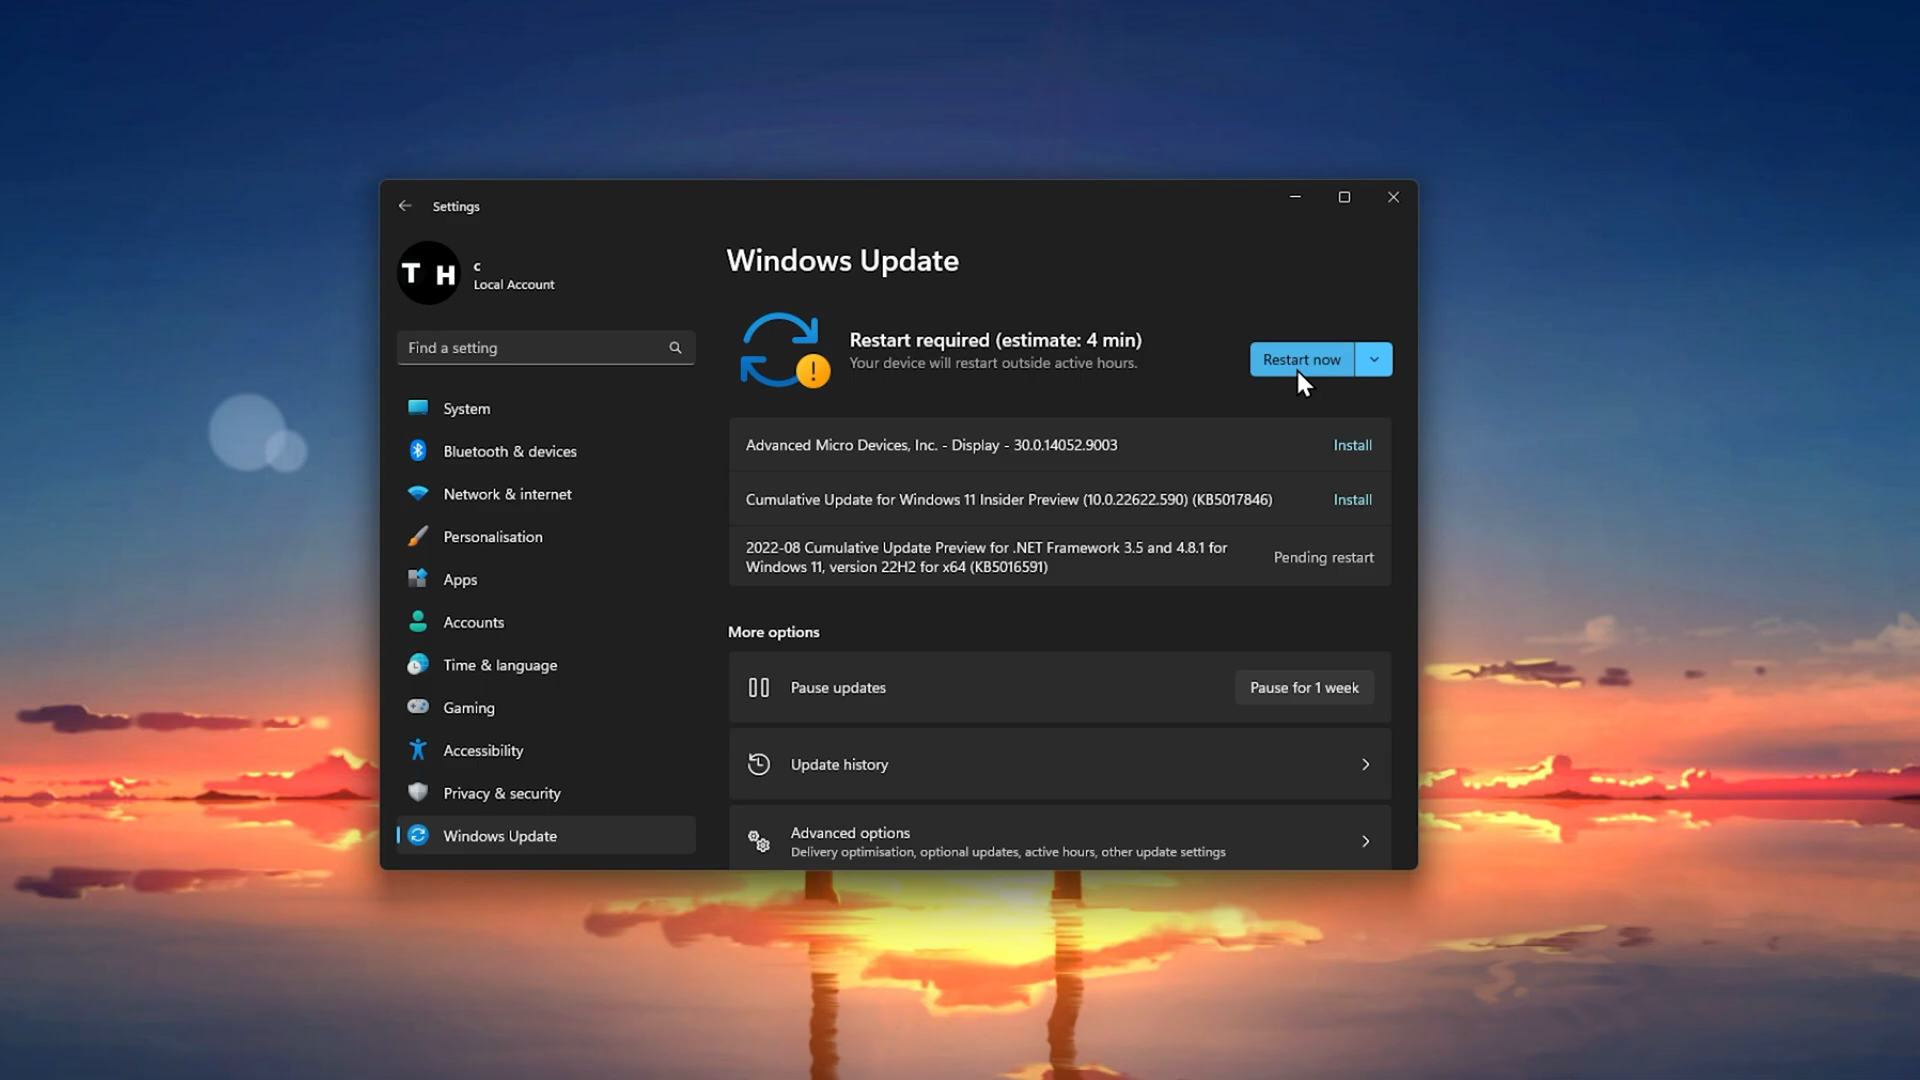 Settings
T H
c
Local Account
Find a setting
System
Bluetooth & devices
Network & internet
Personalisation
Apps
Accounts
Time & language
Gaming
Accessibility
Privacy & security
Windows Update
Windows Update
Restart required (estimate: 4 min)
Your device will restart outside active hours.
Restart now
Advanced Micro Devices, Inc. - Display - 30.0.14052.9003
Install
Cumulative Update for Windows 11 Insider Preview (10.0.22622.590) (KB5017846)
Install
2022-08 Cumulative Update Preview for .NET Framework 3.5 and 4.8.1 for
Windows 11, version 22H2 for x64 (KB5016591)
Pending restart
More options
Pause updates
Pause for 1 week
Update history
Advanced options
Delivery optimisation, optional updates, active hours, other update settings